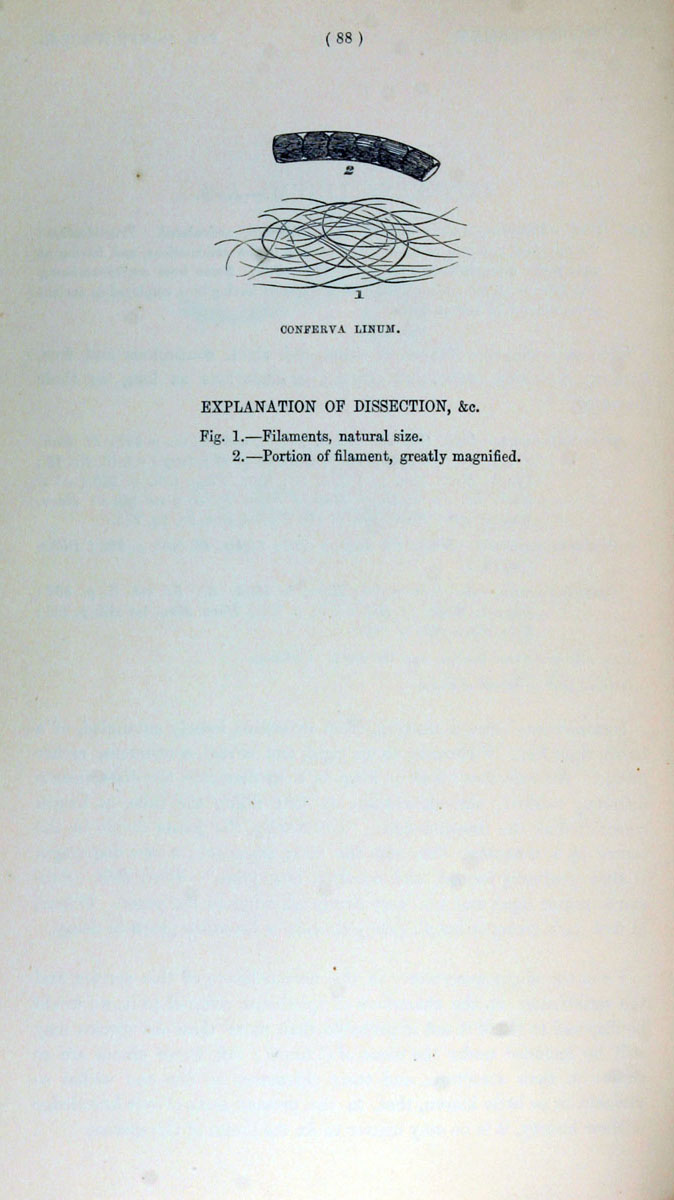 ( 88 )
2
1
CONFERVA LINUM.
EXPLANATION OF DISSECTION, &c.
Fig. 1.—Filaments, natural size.
2.—Portion of filament, greatly magnified.